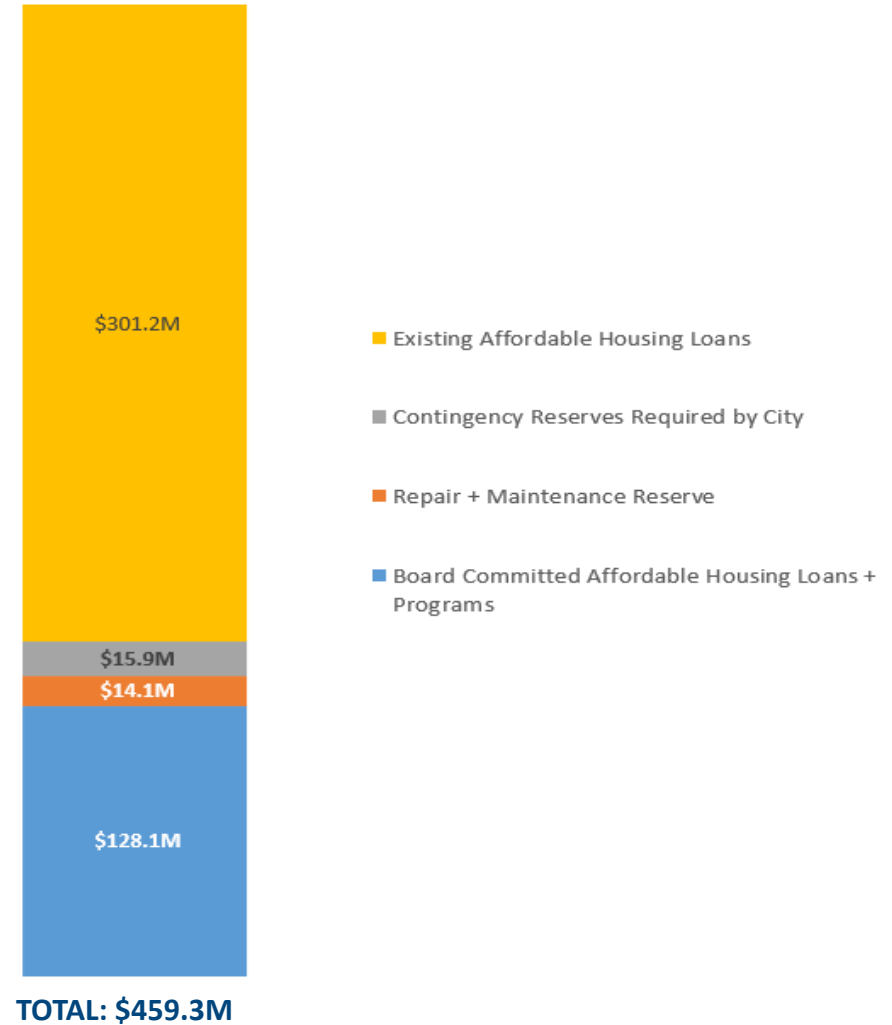 $301.2M
Existing Affordable Housing Loans
Contingency Reserves Required by City
Repair + Maintenance Reserve
Board Committed Affordable Housing Loans +
Programs
$15.9M
$14.1M
$128.1M
TOTAL: $459.3M